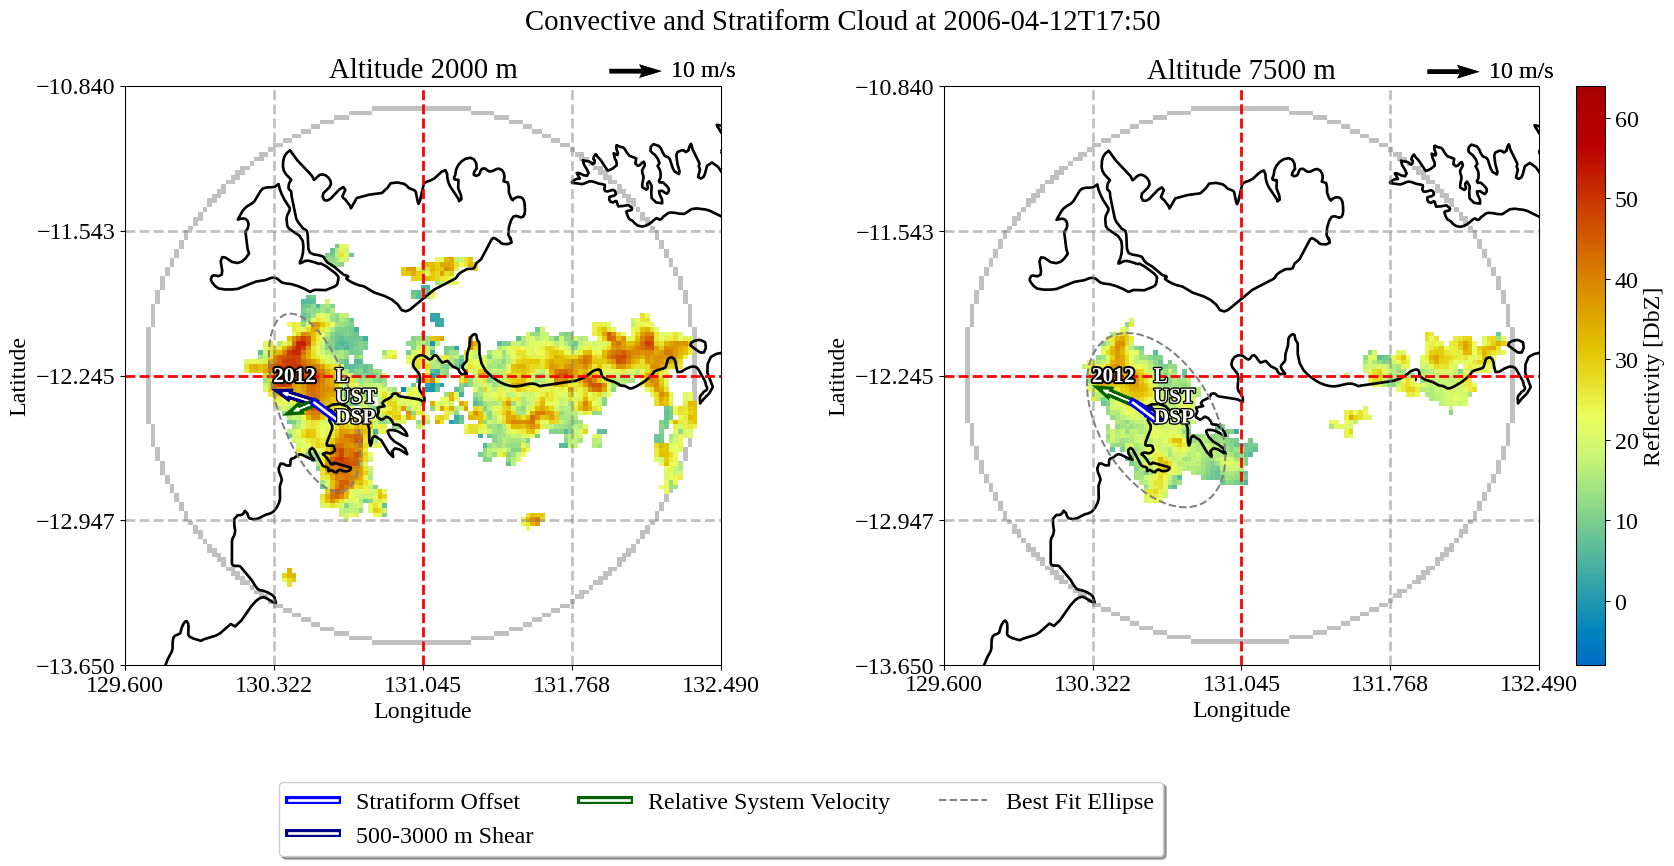 Convective and Stratiform Cloud at 2006-04-12T17:50
Altitude 2000 m
10 m/s
−10.840
−11.543
−12.245
−12.947
−13.650
Latitude
2012
L
UST
DSP
129.600
130.322
131.045
131.768
132.490
Longitude
Altitude 7500 m
10 m/s
−10.840
−11.543
−12.245
−12.947
−13.650
Latitude
2012
L
UST
DSP
129.600
130.322
131.045
131.768
132.490
Longitude
60
50
40
30
20
10
0
Reflectivity [DbZ]
Stratiform Offset
Relative System Velocity
Best Fit Ellipse
500-3000 m Shear